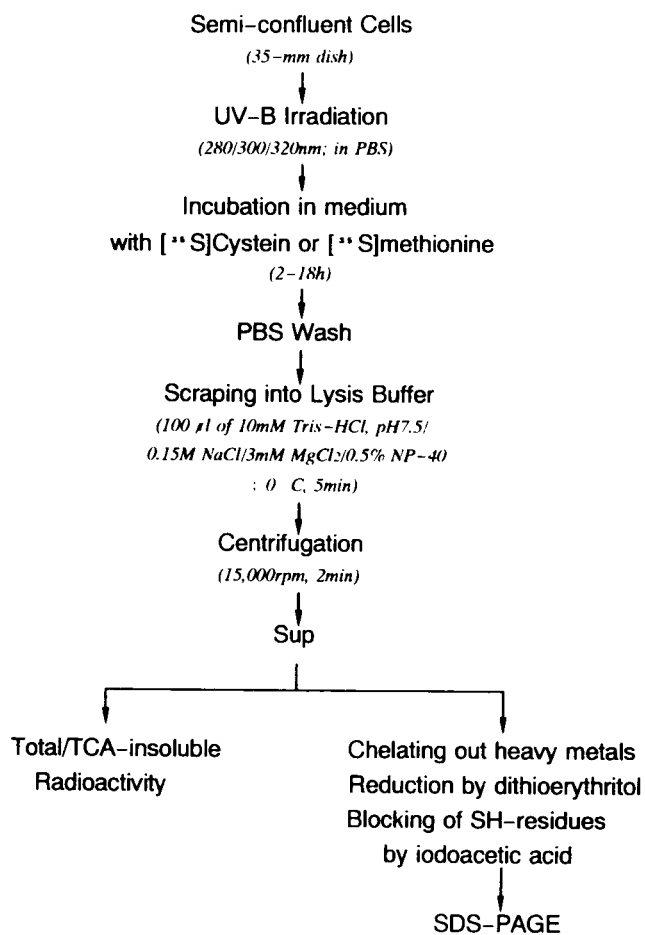 Semi-confluent Cells
(35-mm dish)
UV-B Irradiation
(280/300/320nm; in PBS)
Incubation in medium
with [³⁵S]Cystein or [³⁵S]methionine
(2-18h)
PBS Wash
Scraping into Lysis Buffer
(100 μl of 10mM Tris-HCl, pH7.5/
0.15M NaCl/3mM MgCl₂/0.5% NP-40
: 0 C, 5min)
Centrifugation
(15,000rpm, 2min)
Sup
Total/TCA-insoluble
Radioactivity
Chelating out heavy metals
Reduction by dithioerythritol
Blocking of SH-residues
by iodoacetic acid
SDS-PAGE